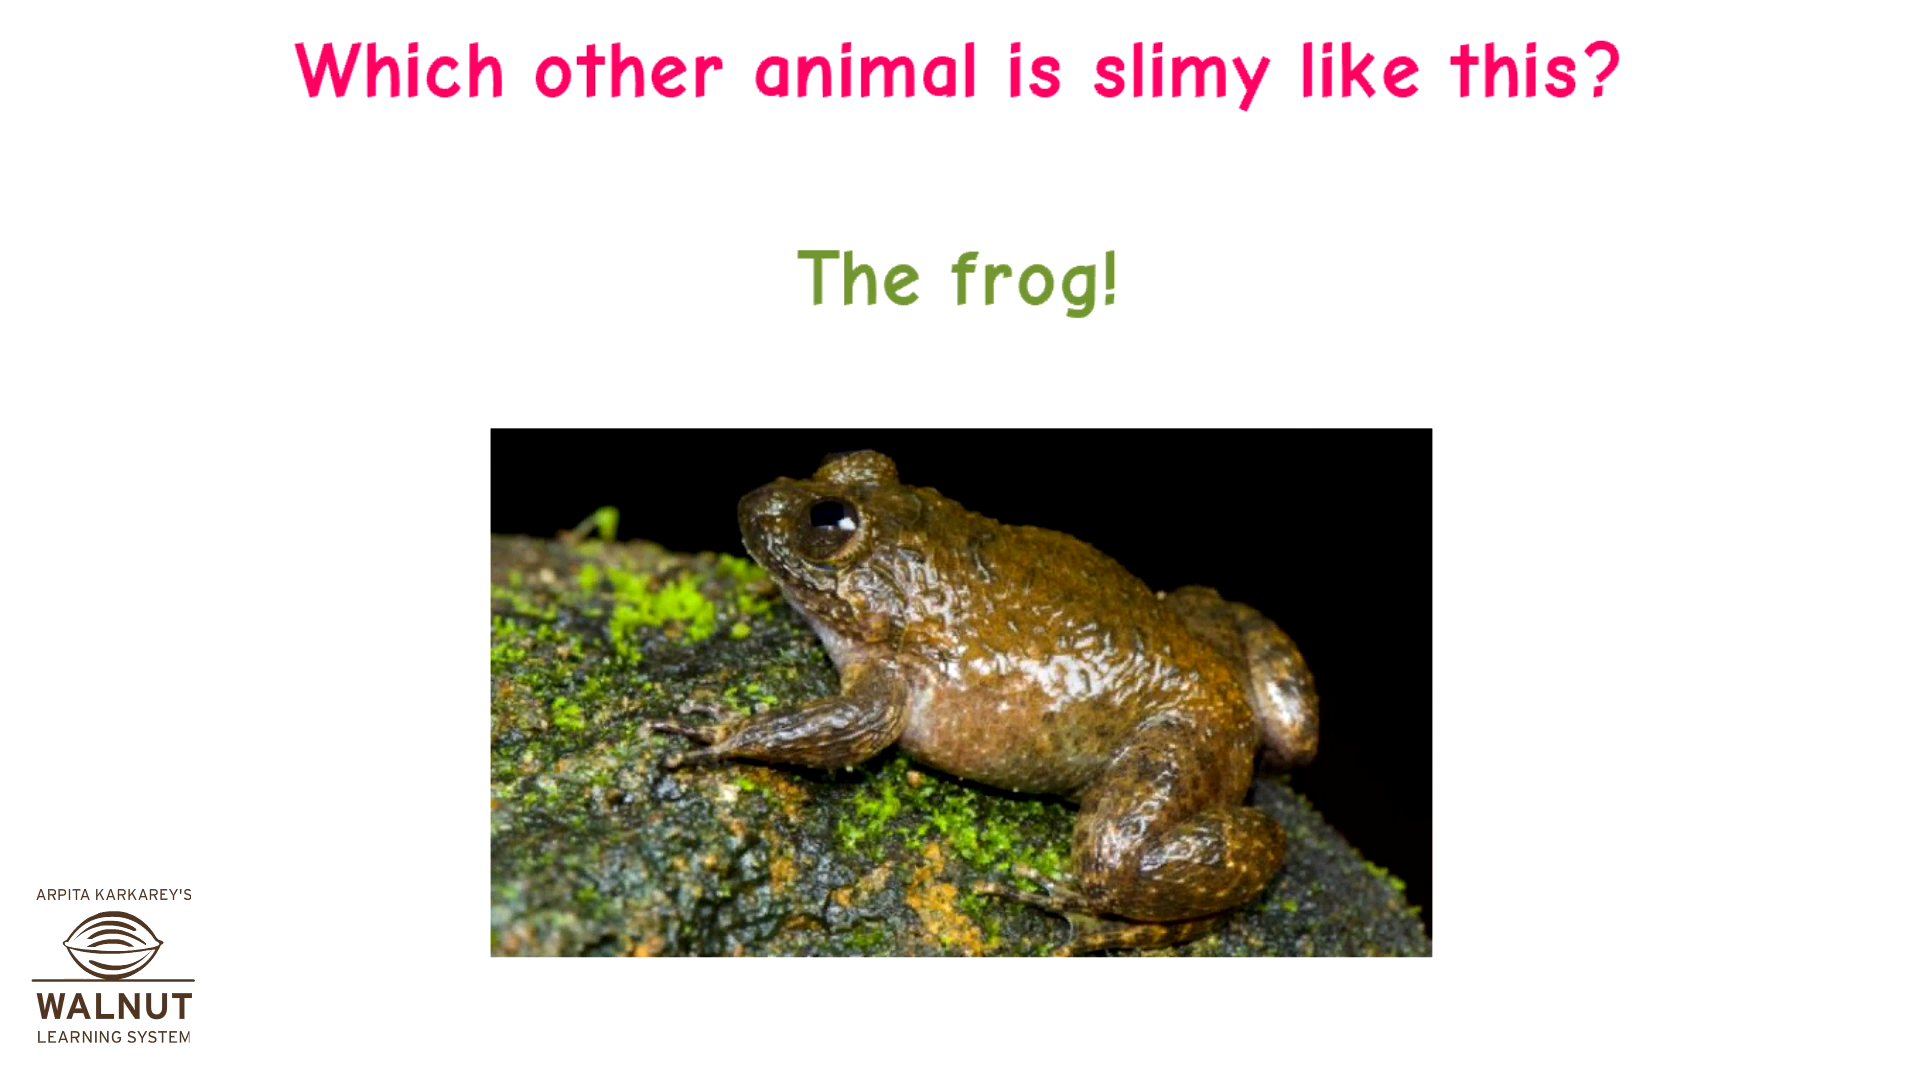 Which other animal is slimy like this?
The frog!
ARPITA KARKAREY'S
WALNUT
LEARNING SYSTEM